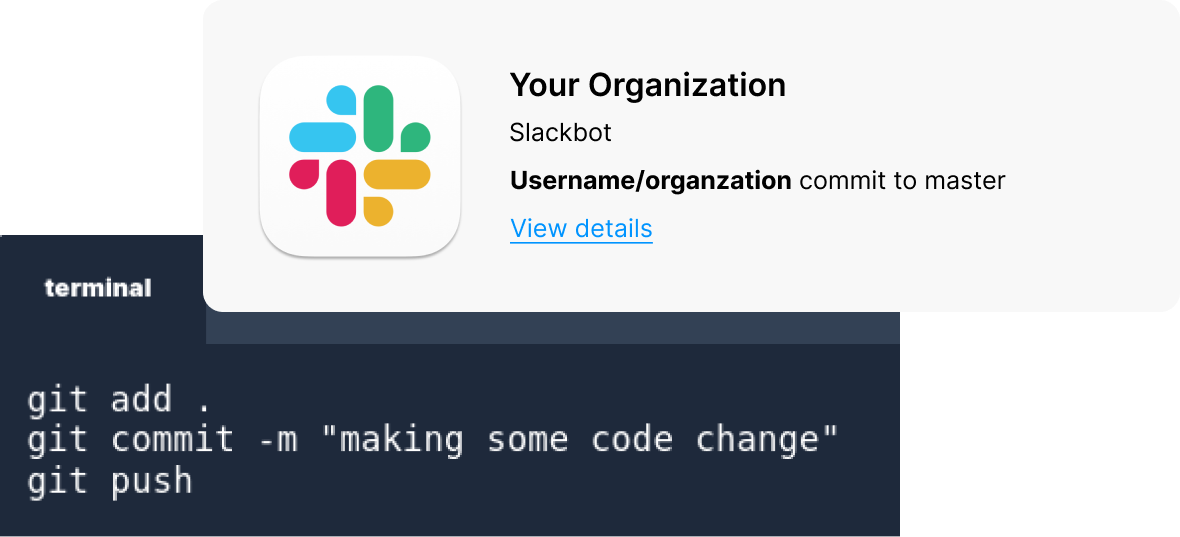 Your Organization
Slackbot
Username/organzation commit to master
View details
terminal
git add .
git commit -m "making some code change"
git push